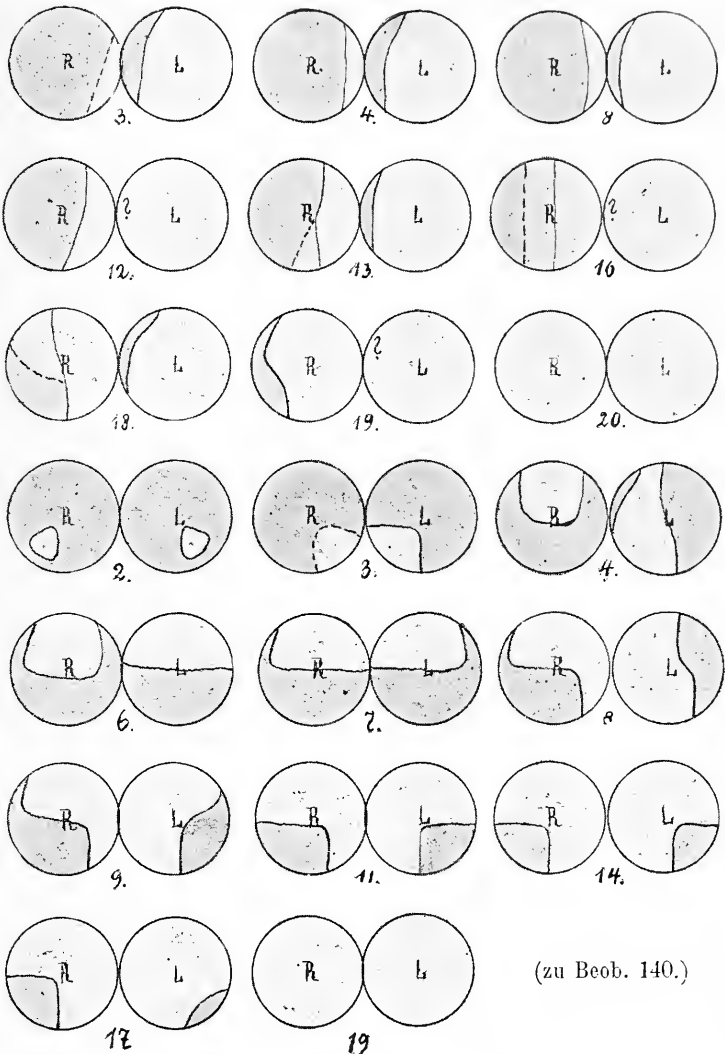 R L R L R L
3. 4. 8
R ? L R L R ? L
12. 13. 16
R L R ? L R L
18. 19. 20.
R L R L R L
2. 3. 4.
R L R L R L
6. 7. 8
R L R L R L
9. 11. 14.
R L R L
(zu Beob. 140.)
17 19